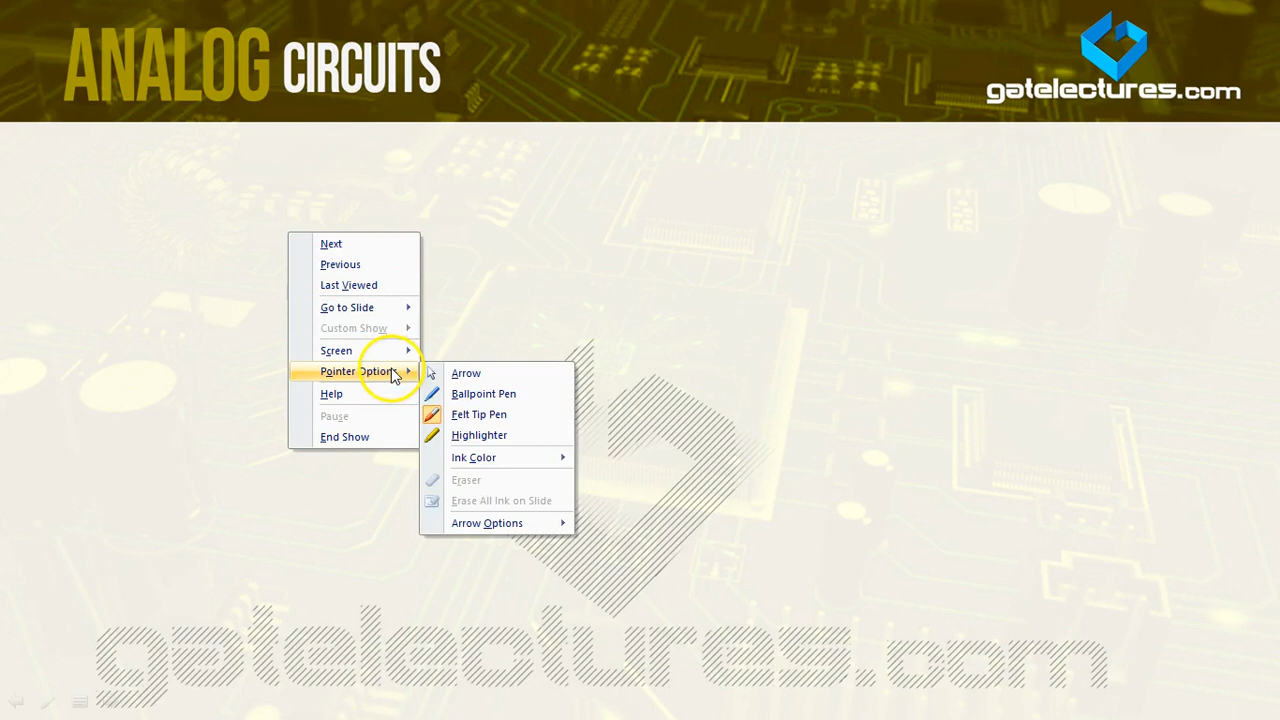 ANALOG CIRCUITS
gatelectures.com
Next
Previous
Last Viewed
Go to Slide
Custom Show
Screen
Pointer Options
Help
Pause
End Show
Arrow
Ballpoint Pen
Felt Tip Pen
Highlighter
Ink Color
Eraser
Erase All Ink on Slide
Arrow Options
gatelectures.com